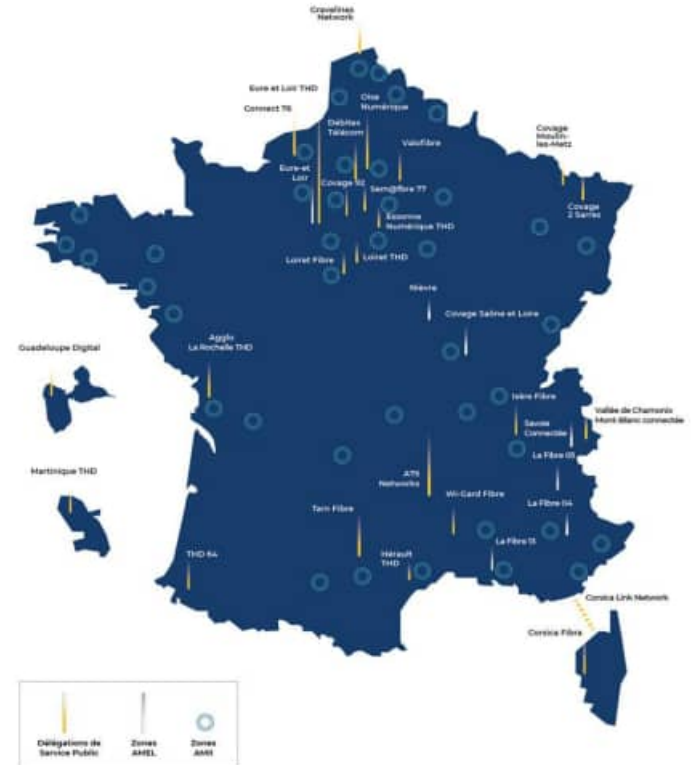 Gravelines
Network
Eure et Loir THD
Connect 76
Oise
Numérique
Débitex
Télécom
Valofibre
Covage
Moulin-
les-Metz
Eure-et
Loir
Covage 92
Sem@fibre 77
Covage
2 Sarres
Essonne
Numérique THD
Loiret Fibre
Loiret THD
Nièvre
Covage Saône et Loire
Agglo
La Rochelle THD
Guadeloupe Digital
Isère Fibre
Vallée de Chamonix
Mont-Blanc connectée
Savoie
Connectée
La Fibre 05
Martinique THD
ATII
Networks
Wi-Gard Fibre
La Fibre 04
Tarn Fibre
La Fibre 13
THD 64
Hérault
THD
Corsica Link Network
Corsica Fibra
Délégations de
Service Public
Zones
AMEL
Zones
AMII